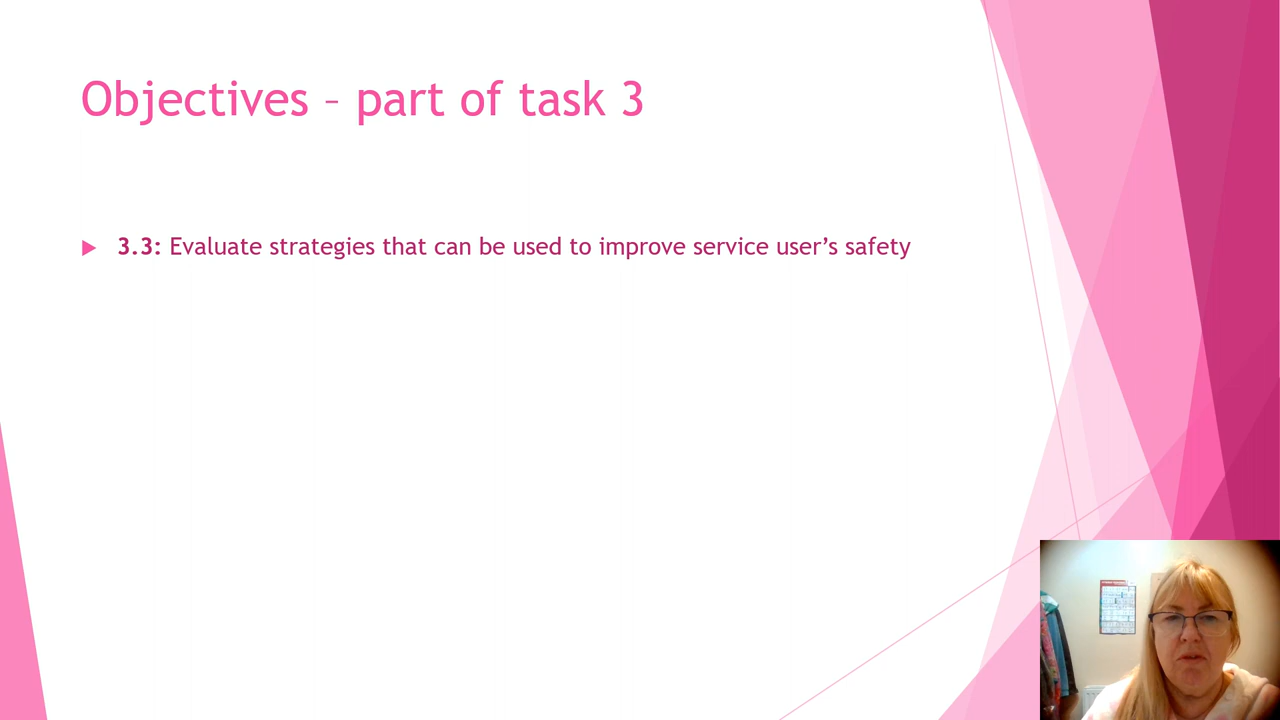 Objectives – part of task 3
3.3: Evaluate strategies that can be used to improve service user’s safety